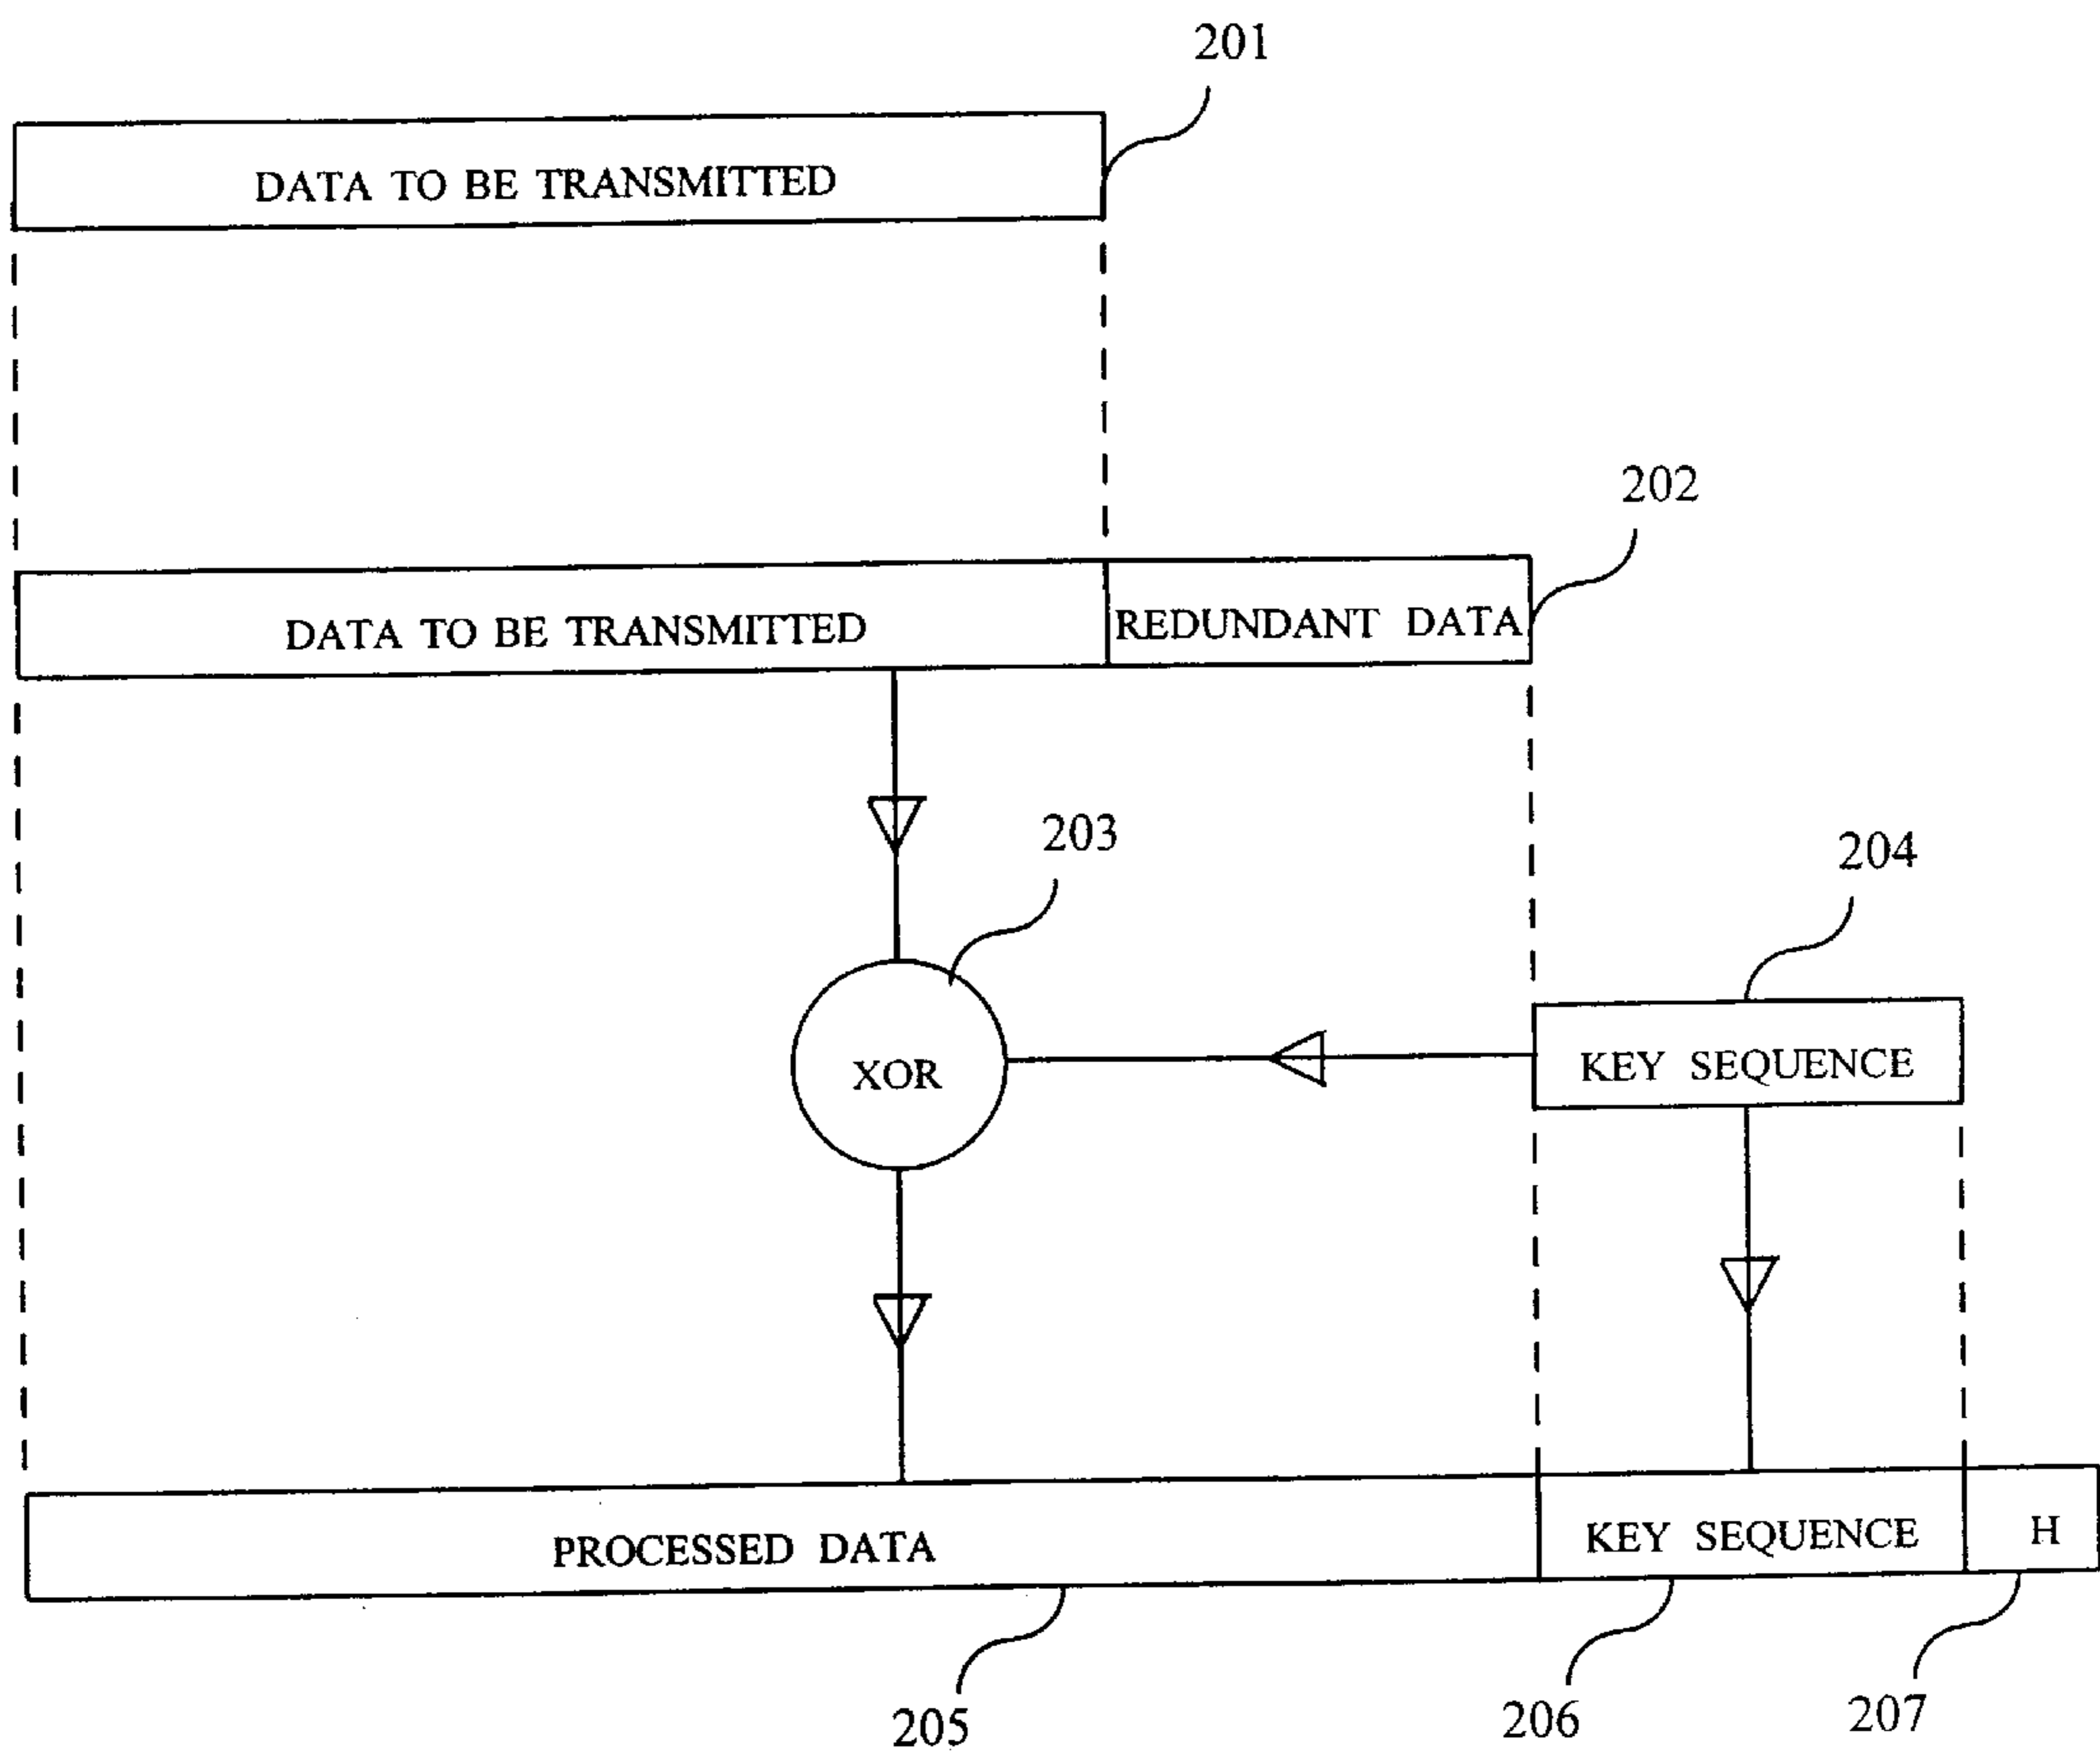 201
DATA TO BE TRANSMITTED
202
DATA TO BE TRANSMITTED
REDUNDANT DATA
203
204
XOR
KEY SEQUENCE
PROCESSED DATA
KEY SEQUENCE
H
205
206
207